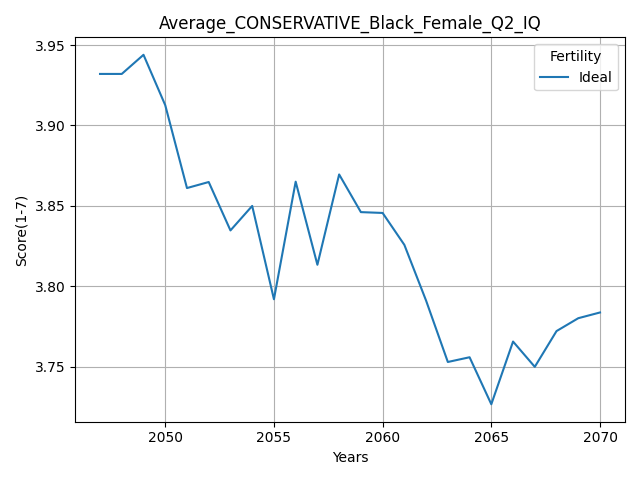 Average_CONSERVATIVE_Black_Female_Q2_IQ
Fertility
Ideal
Score(1-7)
3.95
3.90
3.85
3.80
3.75
2050 2055 2060 2065 2070
Years